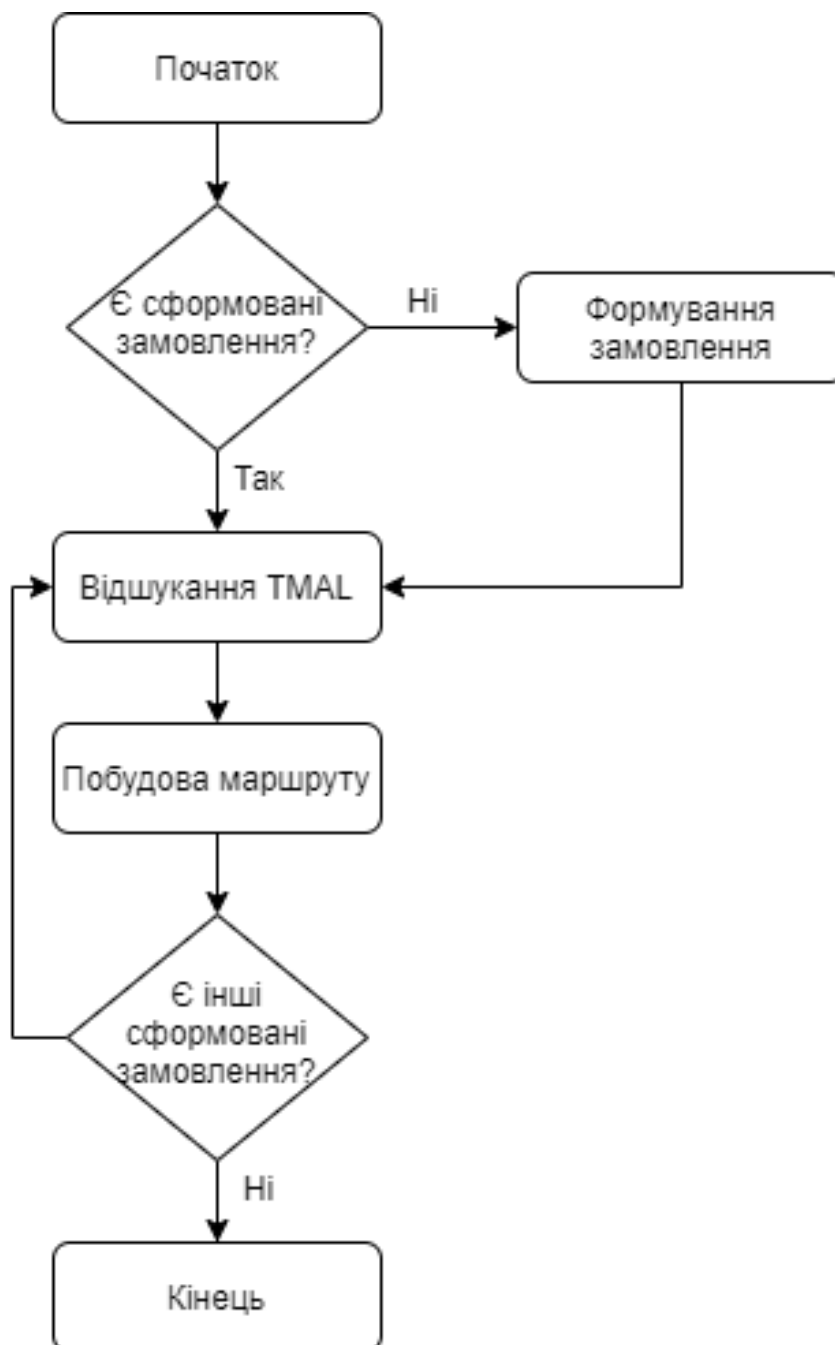 Початок
Є сформовані
замовлення?
Ні
Формування
замовлення
Так
Відшукання TMAL
Побудова маршруту
Є інші
сформовані
замовлення?
Ні
Кінець